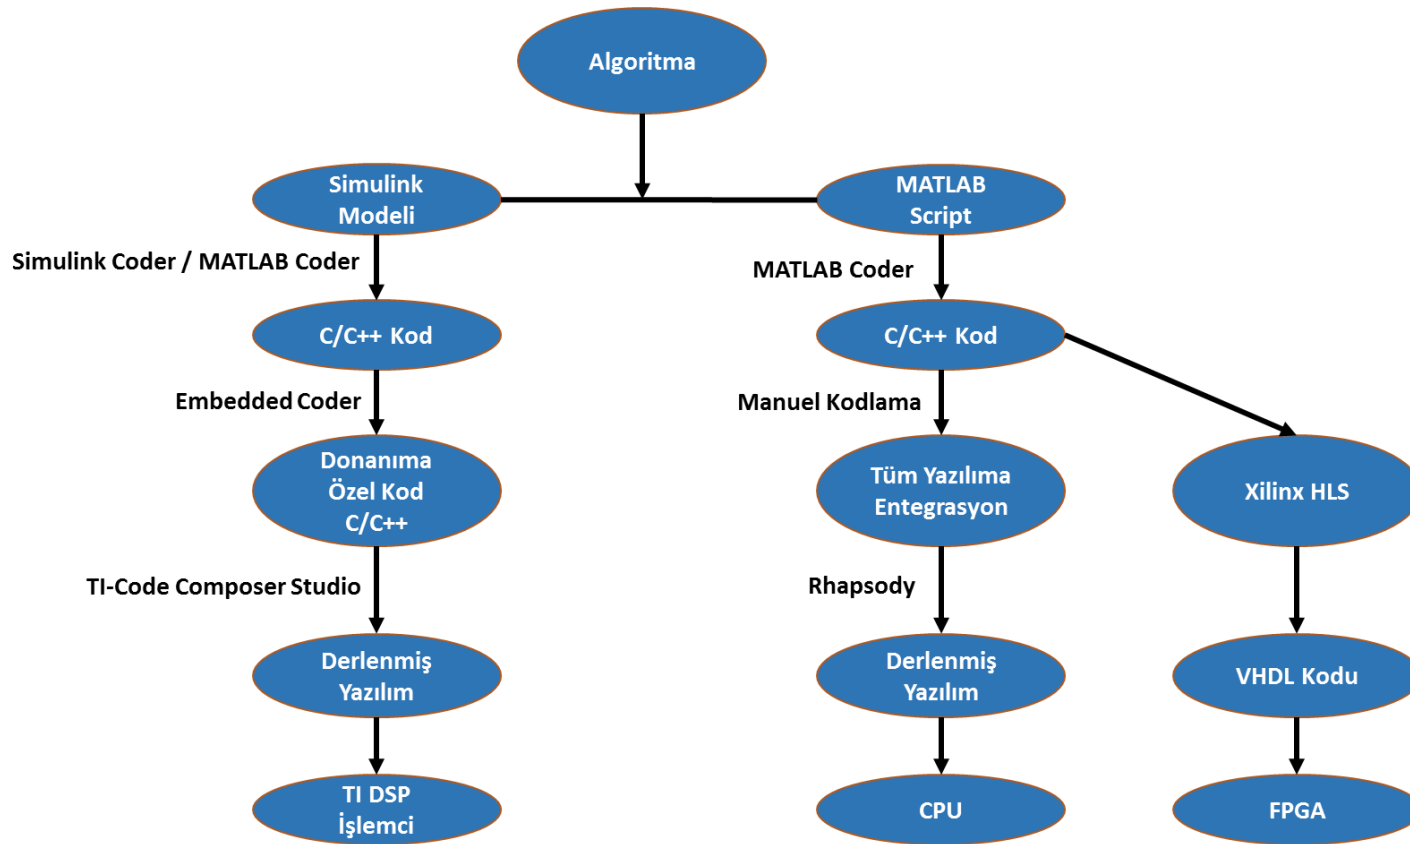 Algoritma
Simulink
Modeli
MATLAB
Script
Simulink Coder / MATLAB Coder
MATLAB Coder
C/C++ Kod
C/C++ Kod
Embedded Coder
Manuel Kodlama
Donanıma
Özel Kod
C/C++
Tüm Yazılıma
Entegrasyon
Xilinx HLS
TI-Code Composer Studio
Rhapsody
Derlenmiş
Yazılım
Derlenmiş
Yazılım
VHDL Kodu
TI DSP
İşlemci
CPU
FPGA